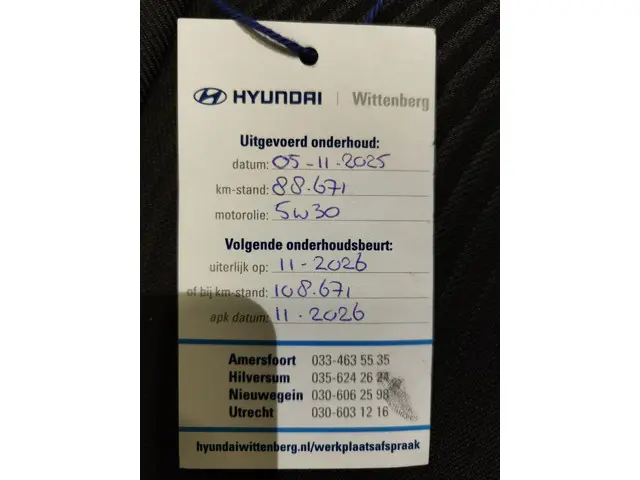 HYUNDAI | Wittenberg
Uitgevoerd onderhoud:
datum: 05-11-2025
km-stand: 88.671
motorolie: 5w30
Volgende onderhoudsbeurt:
uiterlijk op: 11-2026
of bij km-stand: 108.671
apk datum: 11.2026
Amersfoort 033-463 55 35
Hilversum 035-624 26 24
Nieuwegein 030-606 25 98
Utrecht 030-603 12 16
hyundaiwittenberg.nl/werkplaatsafspraak